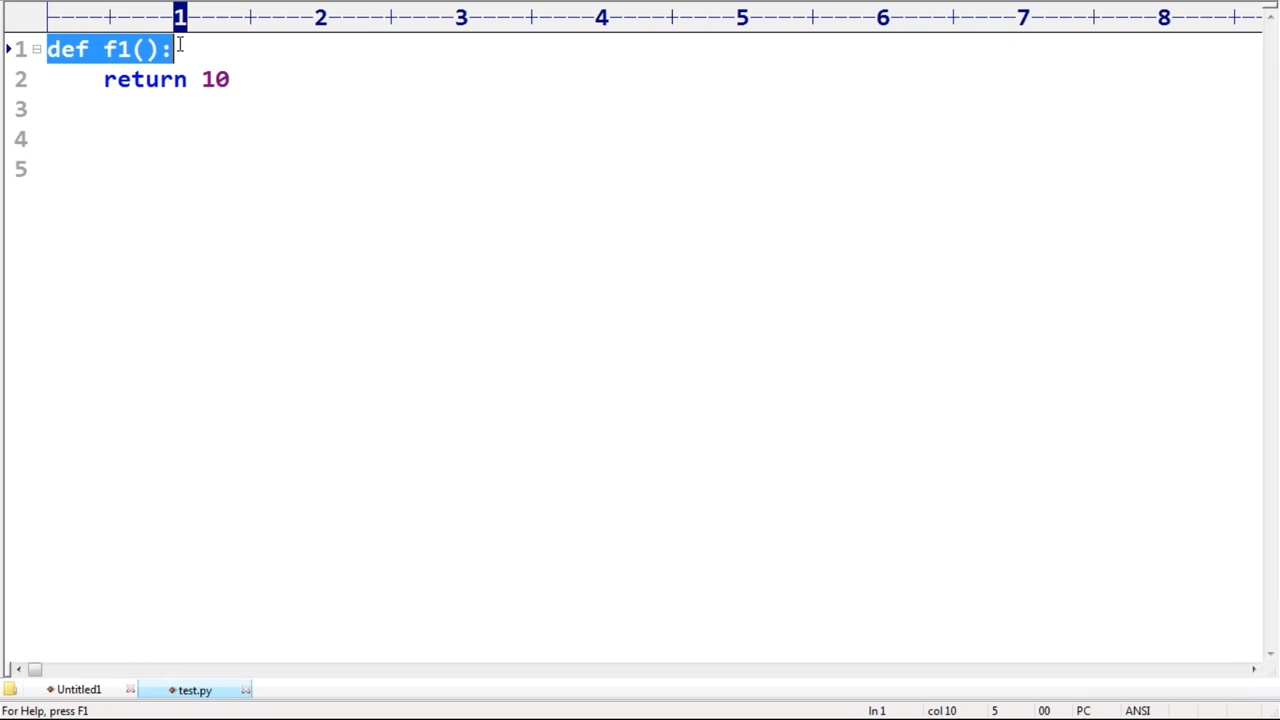 1 2 3 4 5 6 7 8
1 def f1():
2 return 10
3
4
5
Untitled1 test.py
For Help, press F1 ln 1 col 10 5 00 PC ANSI